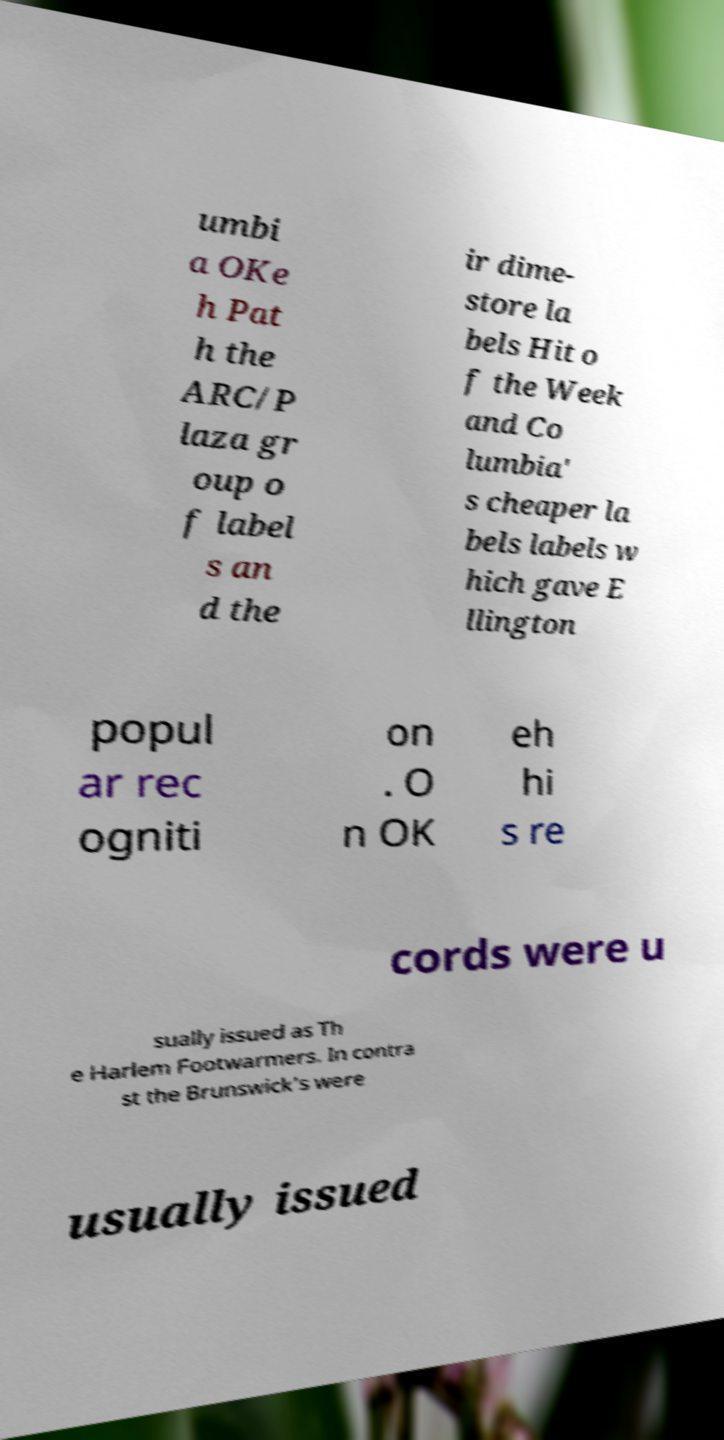 umbi
a OKe
h Pat
h the
ARC/P
laza gr
oup o
f label
s an
d the
ir dime-
store la
bels Hit o
f the Week
and Co
lumbia'
s cheaper la
bels labels w
hich gave E
llington
popul
ar rec
ogniti
on
. O
n OK
eh
hi
s re
cords were u
sually issued as Th
e Harlem Footwarmers. In contra
st the Brunswick's were
usually issued